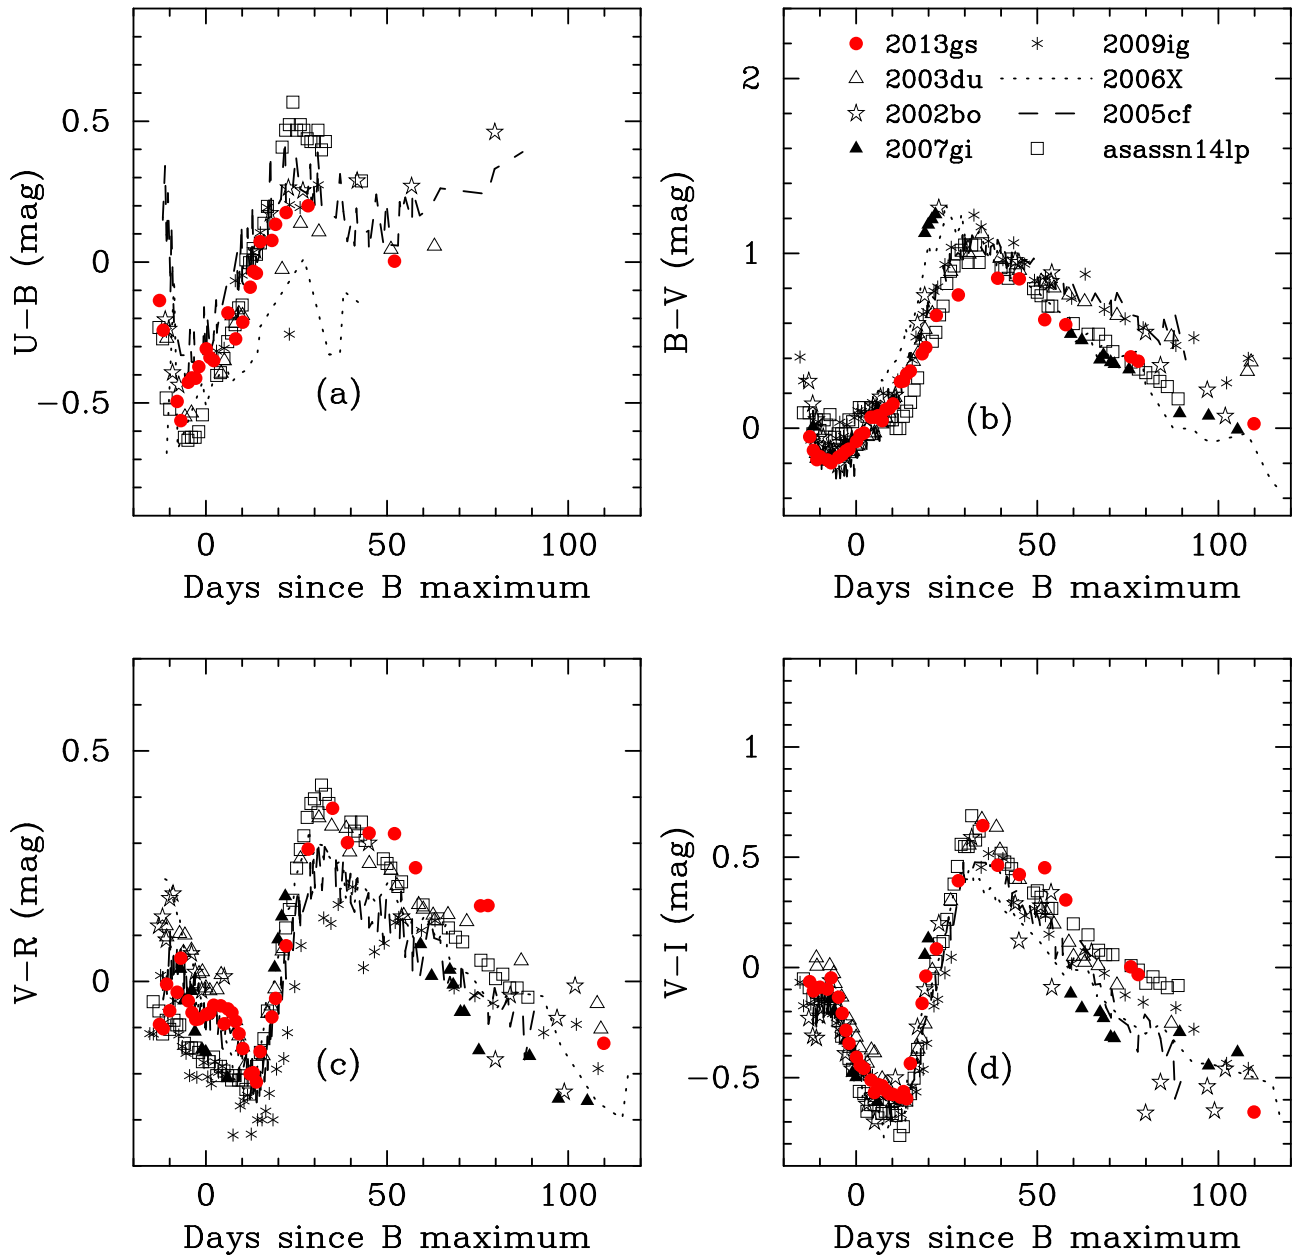 U−B (mag)
0.5
0
−0.5
(a)
0 50 100
Days since B maximum
B−V (mag)
2
1
0
2013gs 2009ig
2003du 2006X
2002bo 2005cf
2007gi asassn14lp
(b)
0 50 100
Days since B maximum
V−R (mag)
0.5
0
(c)
0 50 100
Days since B maximum
V−I (mag)
1
0.5
0
−0.5
(d)
0 50 100
Days since B maximum